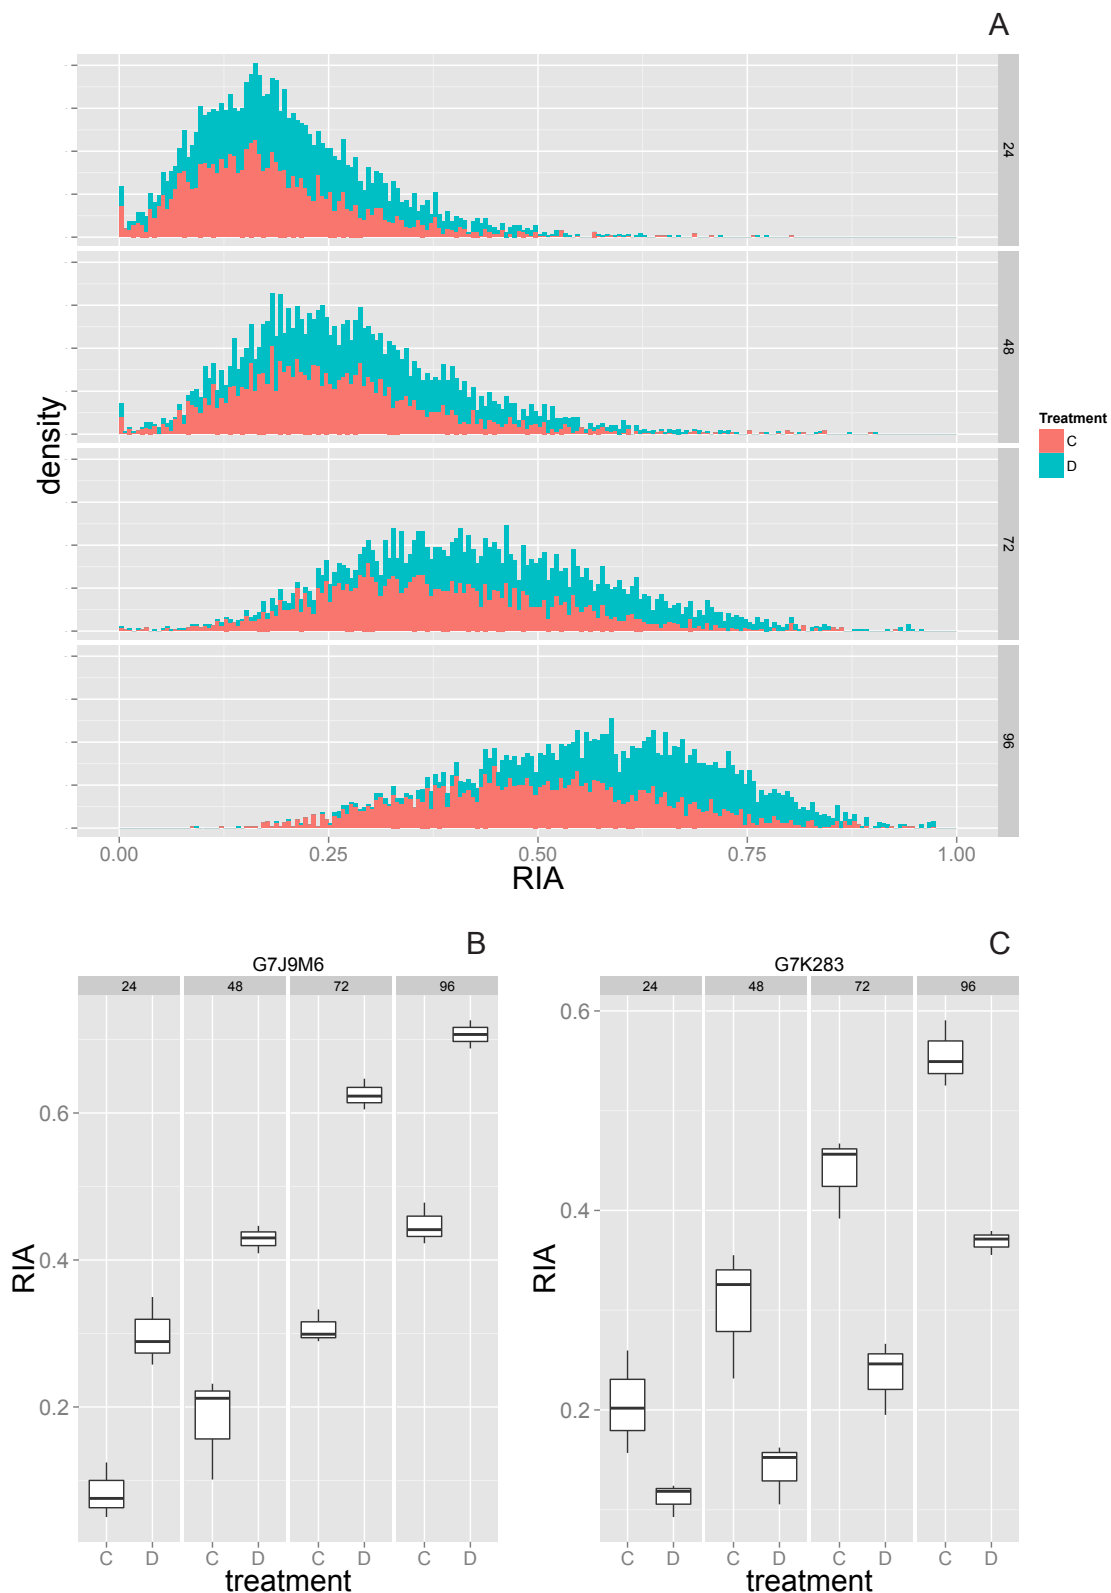 A
24
48
72
96
density
0.00 0.25 0.50 0.75 1.00
RIA
Treatment
C
D
B
G7J9M6
24 48 72 96
0.6
0.4
0.2
RIA
C D C D C D C D
treatment
C
G7K283
24 48 72 96
0.6
0.4
0.2
RIA
C D C D C D C D
treatment